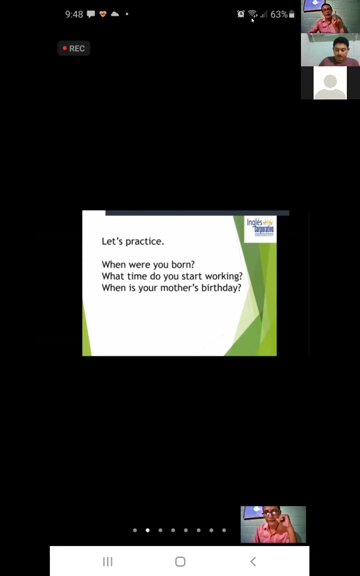 9:48
63%
REC
Inglés
Corporativo
Let's practice.
When were you born?
What time do you start working?
When is your mother's birthday?